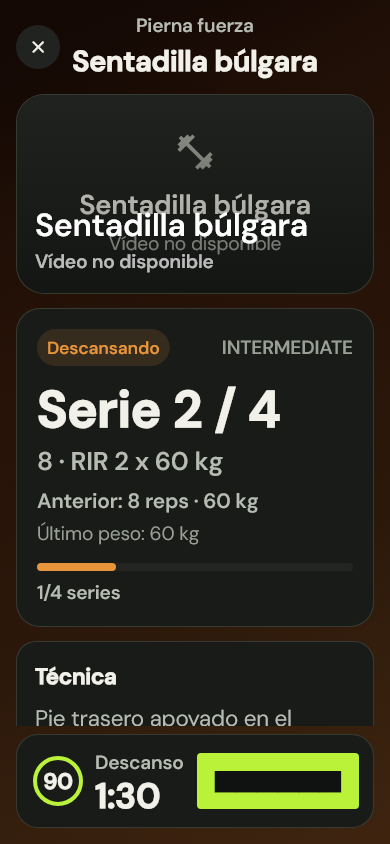 Pierna fuerza
Sentadilla búlgara
Sentadilla búlgara
Sentadilla búlgara
Vídeo no disponible
Vídeo no disponible
Descansando
INTERMEDIATE
Serie 2 / 4
8 · RIR 2 x 60 kg
Anterior: 8 reps · 60 kg
Último peso: 60 kg
1/4 series
Técnica
Pie trasero apoyado en el
90
Descanso
1:30